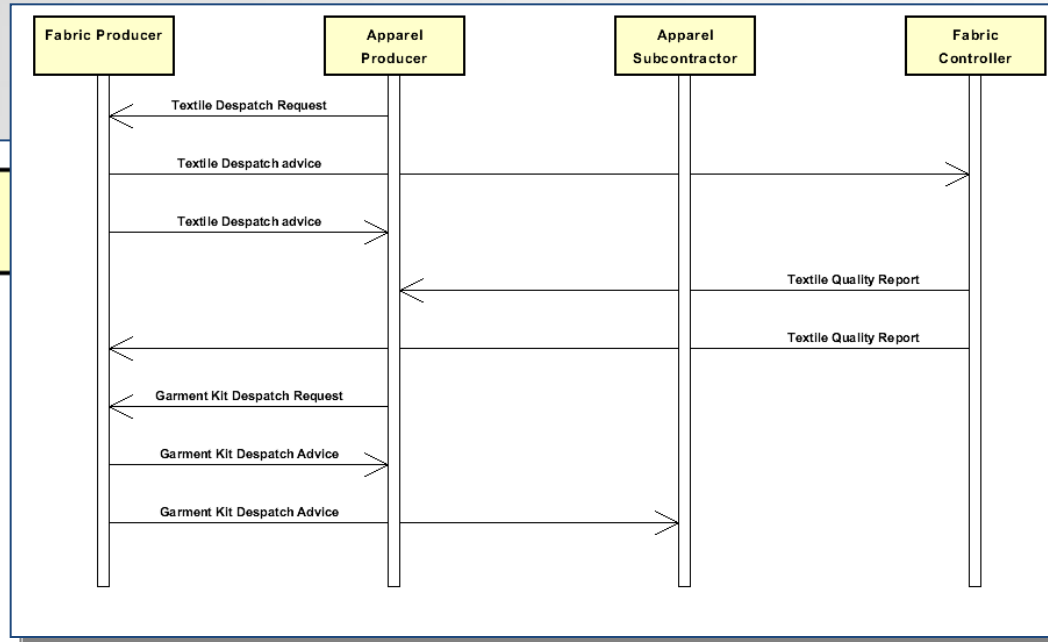 Fabric Producer
Apparel
Producer
Apparel
Subcontractor
Fabric
Controller
Textile Despatch Request
Textile Despatch advice
Textile Despatch advice
Textile Quality Report
Textile Quality Report
Garment Kit Despatch Request
Garment Kit Despatch Advice
Garment Kit Despatch Advice